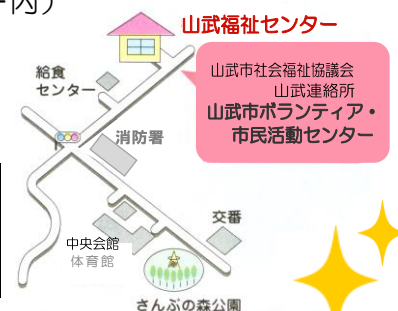 内)
山武福祉センター
給食
センター
山武市社会福祉協議会
山武連絡所
山武市ボランティア・
市民活動センター
消防署
交番
中央会館
体育館
さんぶの森公園